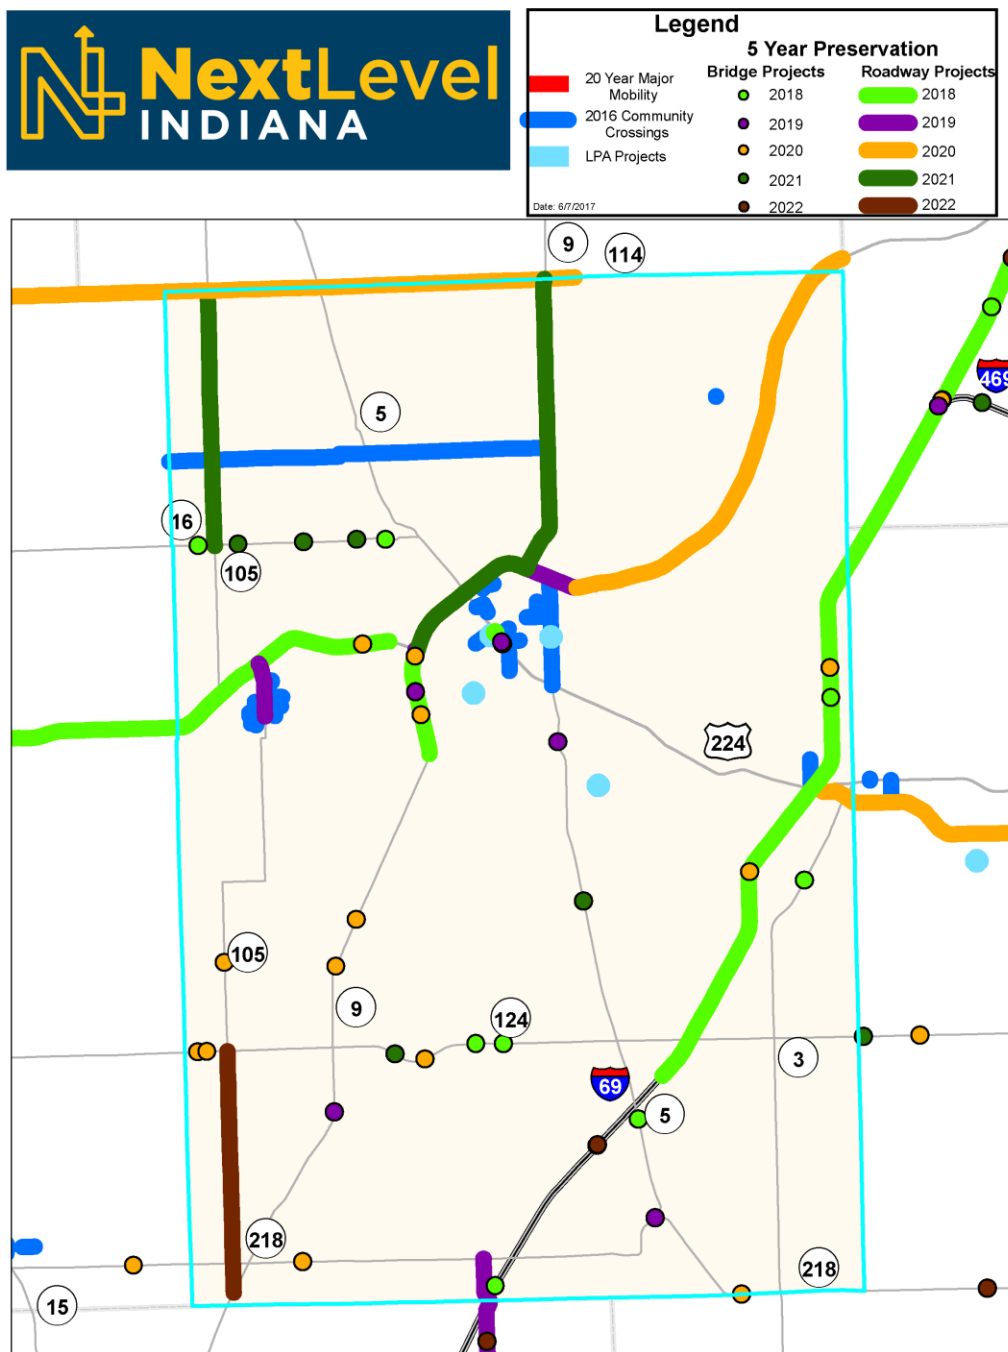 NextLevel
INDIANA
Legend
5 Year Preservation
20 Year Major
Mobility
2016 Community
Crossings
LPA Projects
Date: 6/7/2017
Bridge Projects
2018
2019
2020
2021
2022
Roadway Projects
2018
2019
2020
2021
2022
9
114
469
5
16
105
224
105
9
124
3
69
5
218
218
15